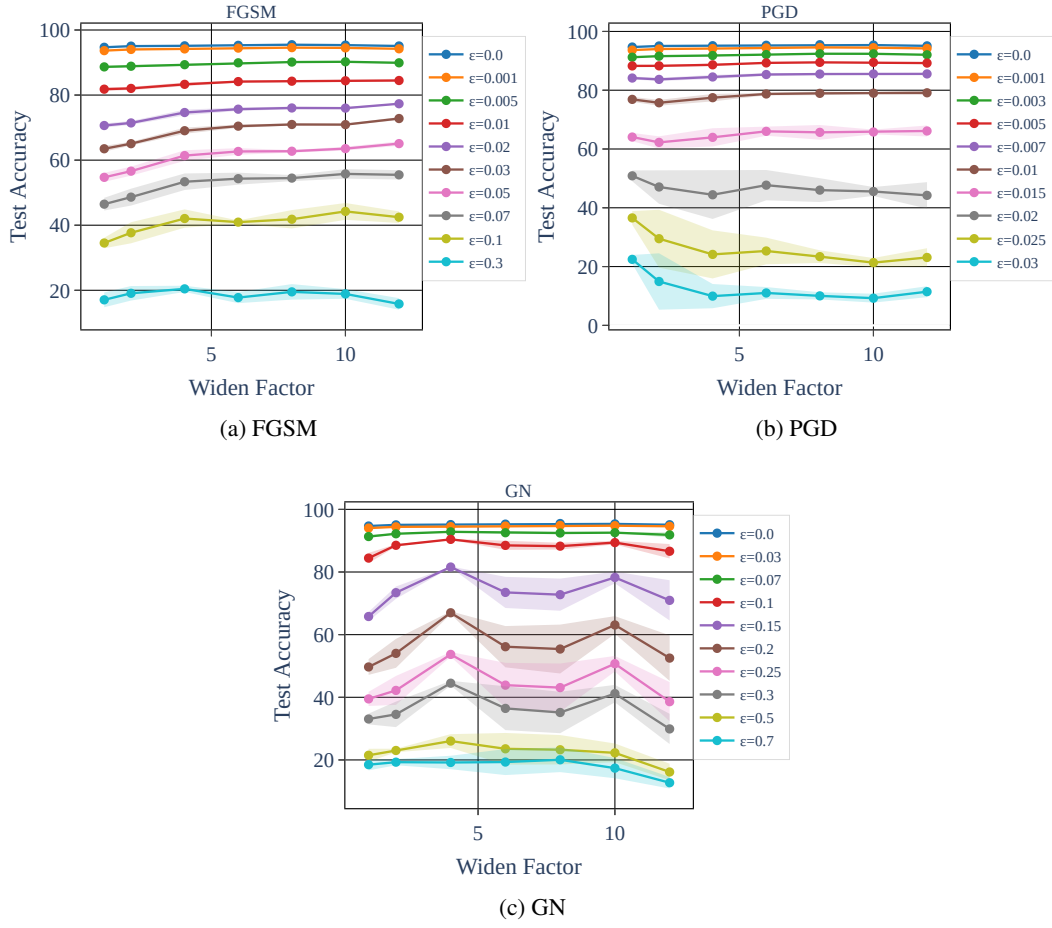 FGSM
100
80
60
40
20
5
10
Test Accuracy
Widen Factor
ε=0.0
ε=0.001
ε=0.005
ε=0.01
ε=0.02
ε=0.03
ε=0.05
ε=0.07
ε=0.1
ε=0.3
(a) FGSM
PGD
100
80
60
40
20
0
5
10
Test Accuracy
Widen Factor
ε=0.0
ε=0.001
ε=0.003
ε=0.005
ε=0.007
ε=0.01
ε=0.015
ε=0.02
ε=0.025
ε=0.03
(b) PGD
GN
100
80
60
40
20
5
10
Test Accuracy
Widen Factor
ε=0.0
ε=0.03
ε=0.07
ε=0.1
ε=0.15
ε=0.2
ε=0.25
ε=0.3
ε=0.5
ε=0.7
(c) GN